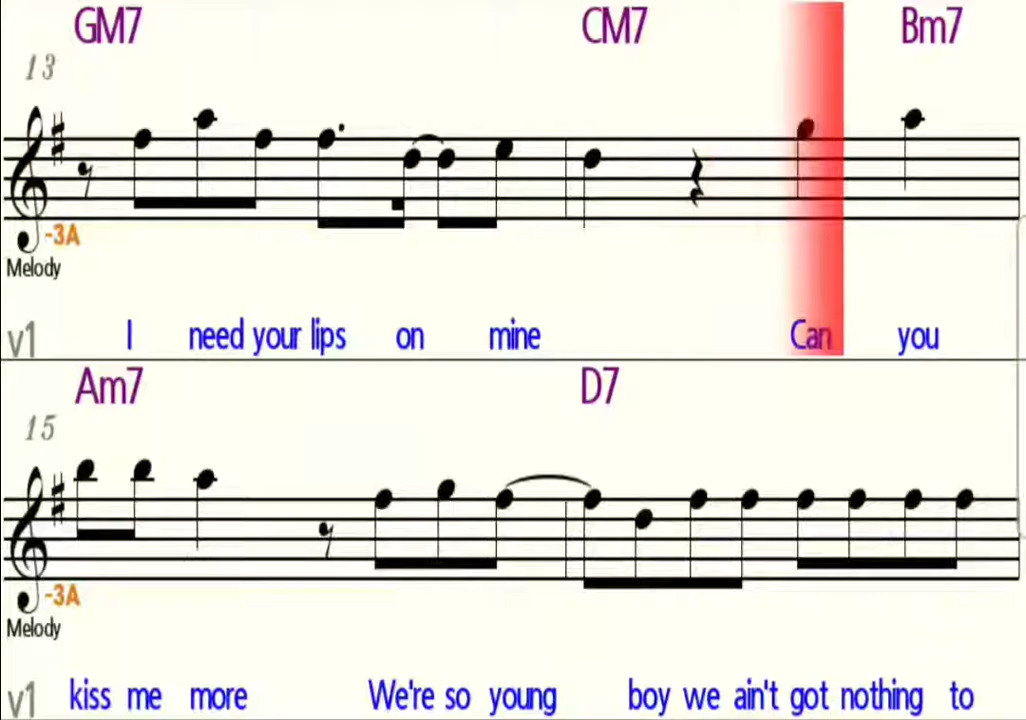 GM7 CM7 Bm7
13
-3A
Melody
v1 I need your lips on mine Can you
Am7 D7
15
-3A
Melody
v1 kiss me more We're so young boy we ain't got nothing to